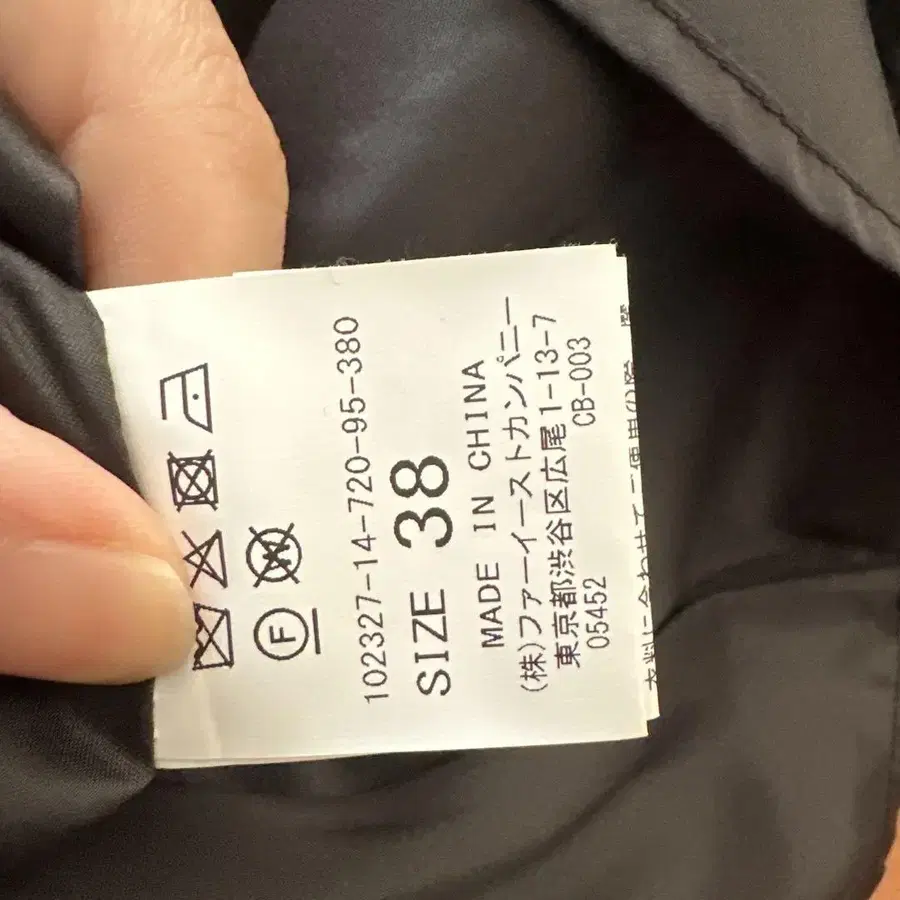 F
W
10327-14-720-95-380
SIZE 38
MADE IN CHINA
(株)ファーイーストカンパニー
東京都渋谷区広尾1-13-7
05452 CB-003